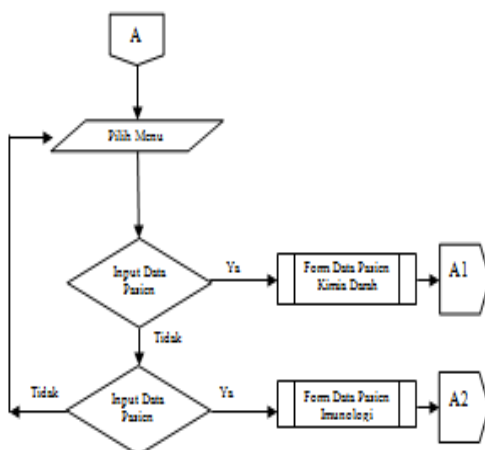 A
Pilih Menu
Input Data
Pasien
Ya
Form Data Pasien
Kimia Darah
A1
Tidak
Tidak
Input Data
Pasien
Ya
Form Data Pasien
Imunologi
A2